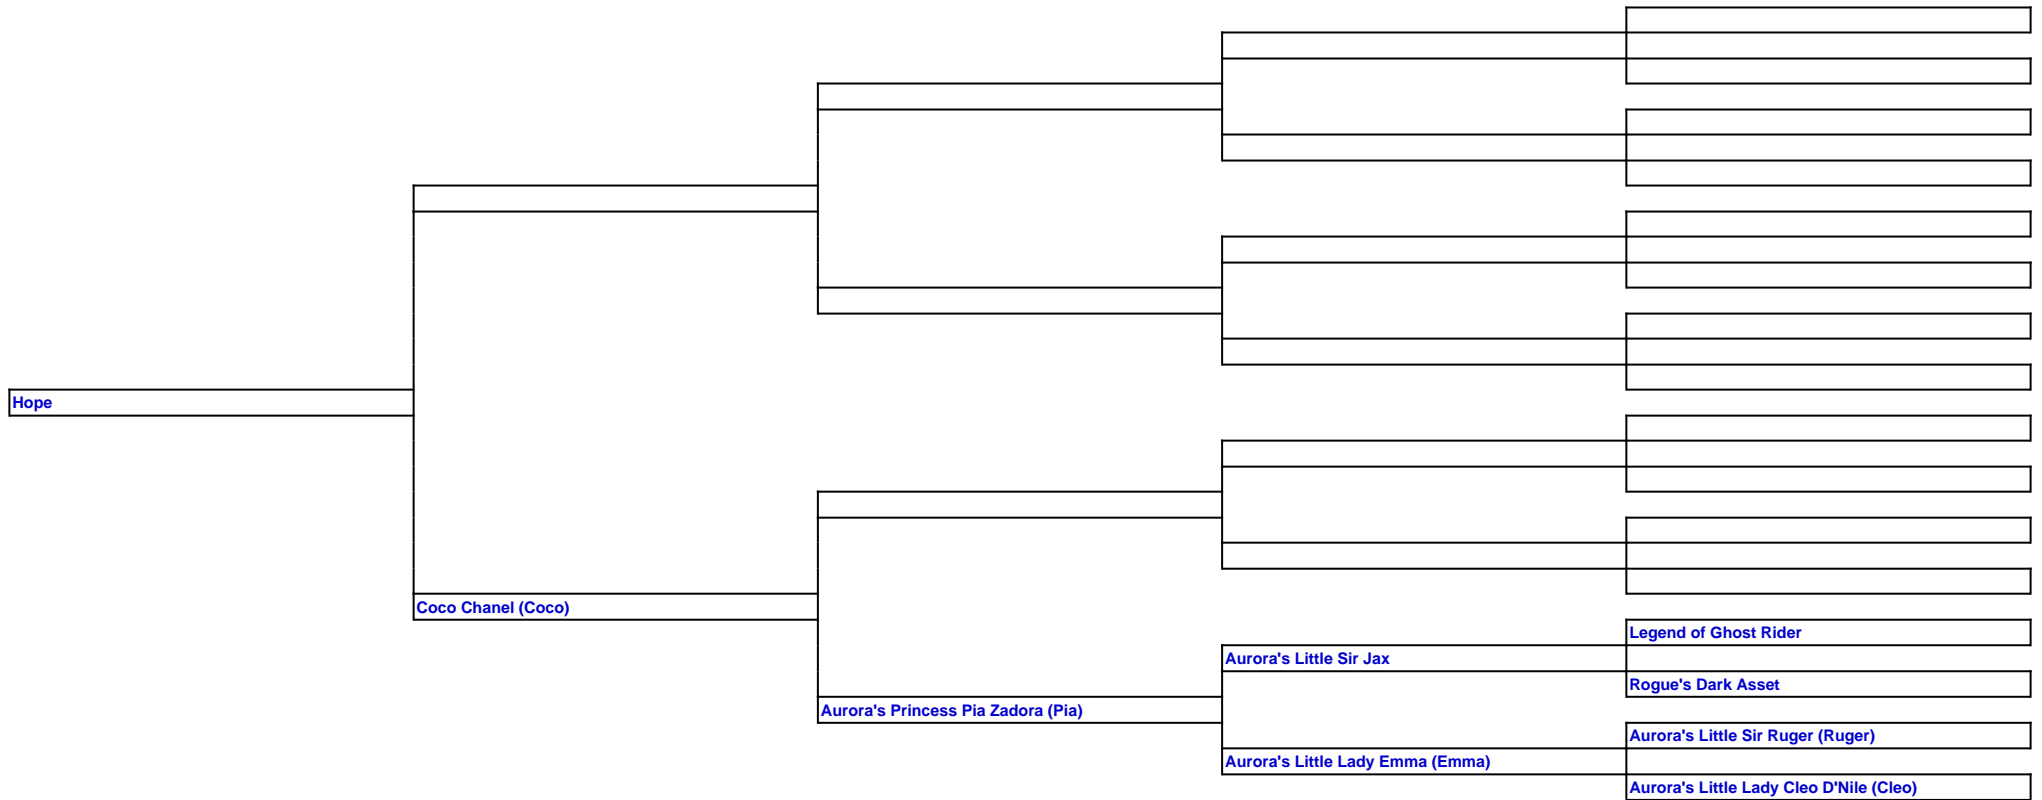 Hope
Coco Chanel (Coco)
Legend of Ghost Rider
Aurora's Little Sir Jax
Rogue's Dark Asset
Aurora's Princess Pia Zadora (Pia)
Aurora's Little Sir Ruger (Ruger)
Aurora's Little Lady Emma (Emma)
Aurora's Little Lady Cleo D'Nile (Cleo)